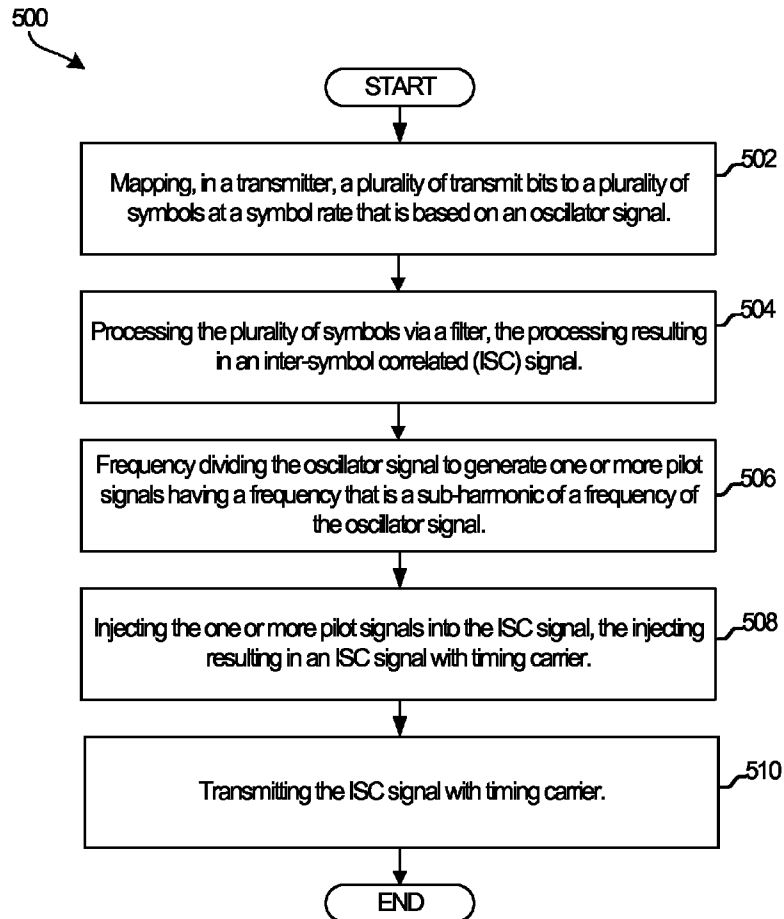 500
START
502
Mapping, in a transmitter, a plurality of transmit bits to a plurality of
symbols at a symbol rate that is based on an oscillator signal.
504
Processing the plurality of symbols via a filter, the processing resulting
in an inter-symbol correlated (ISC) signal.
506
Frequency dividing the oscillator signal to generate one or more pilot
signals having a frequency that is a sub-harmonic of a frequency of
the oscillator signal.
508
Injecting the one or more pilot signals into the ISC signal, the injecting
resulting in an ISC signal with timing carrier.
510
Transmitting the ISC signal with timing carrier.
END